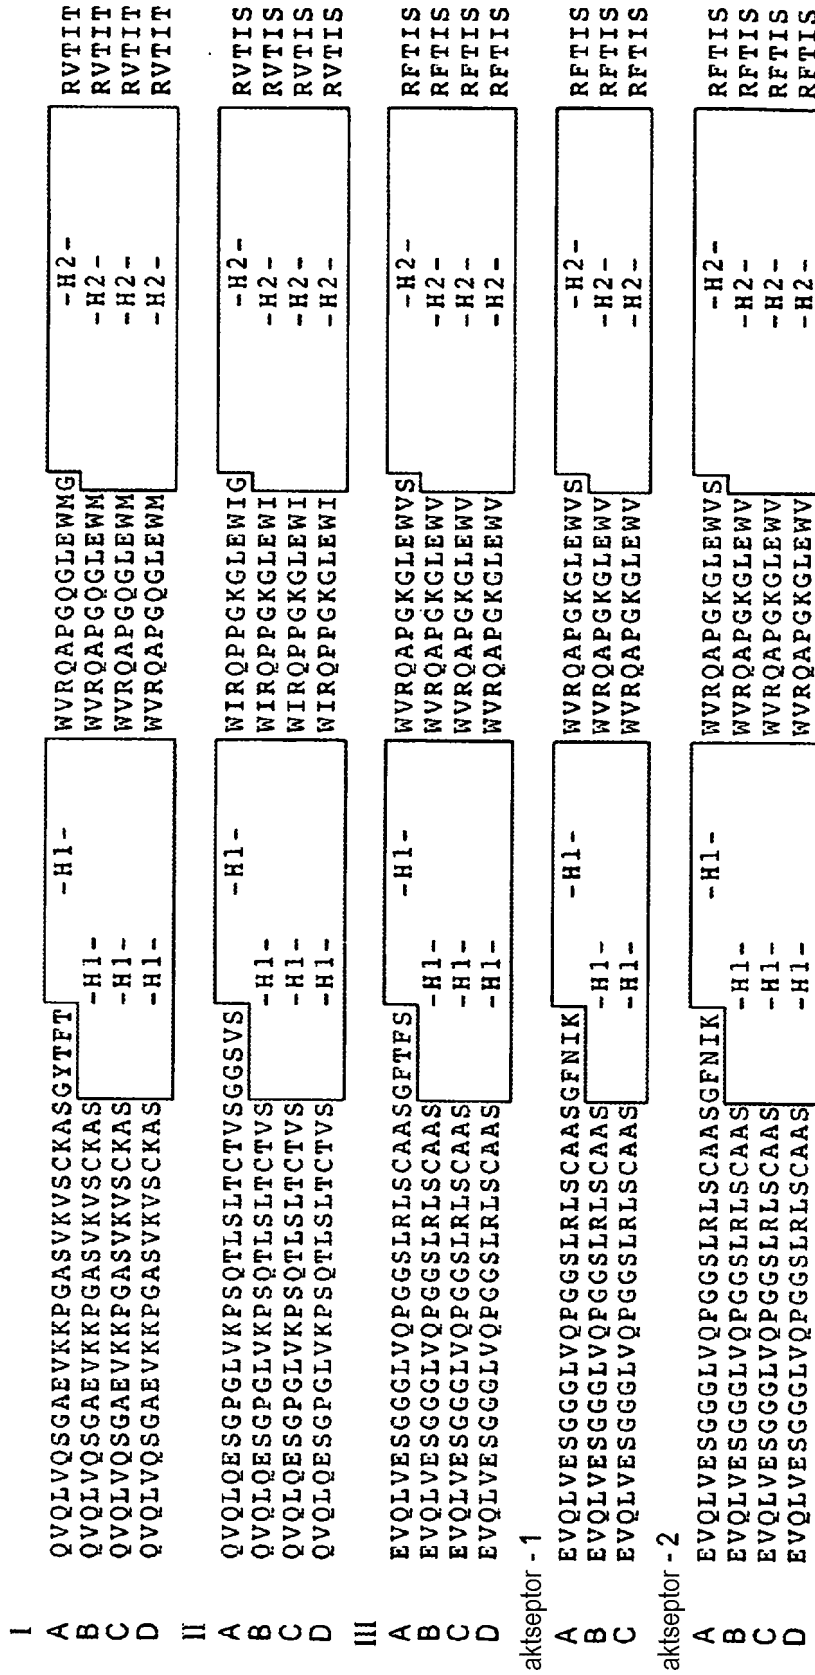 I
A QVQLVQSGAEVKKPGASVKVSCKASGYTFT -H1- WVRQAPGQGLEWMG -H2- RVTIT
B QVQLVQSGAEVKKPGASVKVSCKAS -H1- WVRQAPGQGLEWM -H2- RVTIT
C QVQLVQSGAEVKKPGASVKVSCKAS -H1- WVRQAPGQGLEWM -H2- RVTIT
D QVQLVQSGAEVKKPGASVKVSCKAS -H1- WVRQAPGQGLEWM -H2- RVTIT
II
A QVQLQESGPGLVKPSQTLSLTCTVSGGSVS -H1- WIRQPPGKGLEWIG -H2- RVTIS
B QVQLQESGPGLVKPSQTLSLTCTVS -H1- WIRQPPGKGLEWI -H2- RVTIS
C QVQLQESGPGLVKPSQTLSLTCTVS -H1- WIRQPPGKGLEWI -H2- RVTIS
D QVQLQESGPGLVKPSQTLSLTCTVS -H1- WIRQPPGKGLEWI -H2- RVTIS
III
A EVQLVESGGGLVQPGGSLRLSCAASGFTFS -H1- WVRQAPGKGLEWVS -H2- RFTIS
B EVQLVESGGGLVQPGGSLRLSCAAS -H1- WVRQAPGKGLEWV -H2- RFTIS
C EVQLVESGGGLVQPGGSLRLSCAAS -H1- WVRQAPGKGLEWV -H2- RFTIS
D EVQLVESGGGLVQPGGSLRLSCAAS -H1- WVRQAPGKGLEWV -H2- RFTIS
aktseptor - 1
A EVQLVESGGGLVQPGGSLRLSCAASGFNIK -H1- WVRQAPGKGLEWVS -H2- RFTIS
B EVQLVESGGGLVQPGGSLRLSCAAS -H1- WVRQAPGKGLEWV -H2- RFTIS
C EVQLVESGGGLVQPGGSLRLSCAAS -H1- WVRQAPGKGLEWV -H2- RFTIS
aktseptor - 2
A EVQLVESGGGLVQPGGSLRLSCAASGFNIK -H1- WVRQAPGKGLEWVS -H2- RFTIS
B EVQLVESGGGLVQPGGSLRLSCAAS -H1- WVRQAPGKGLEWV -H2- RFTIS
C EVQLVESGGGLVQPGGSLRLSCAAS -H1- WVRQAPGKGLEWV -H2- RFTIS
D EVQLVESGGGLVQPGGSLRLSCAAS -H1- WVRQAPGKGLEWV -H2- RFTIS